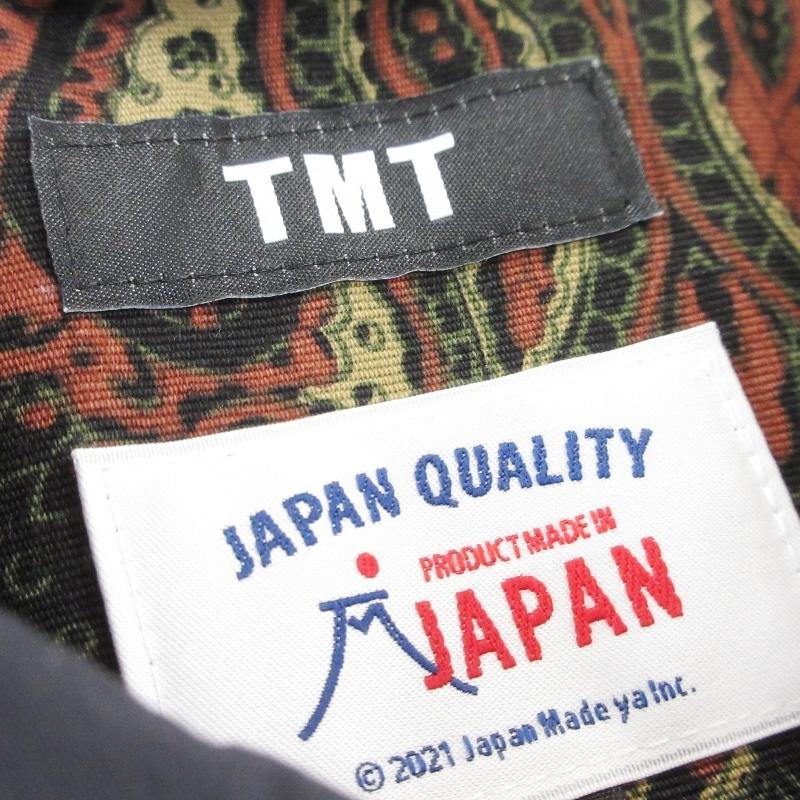 TMT
JAPAN QUALITY
PRODUCT MADE IN
JAPAN
© 2021 Japan Made ya Inc.